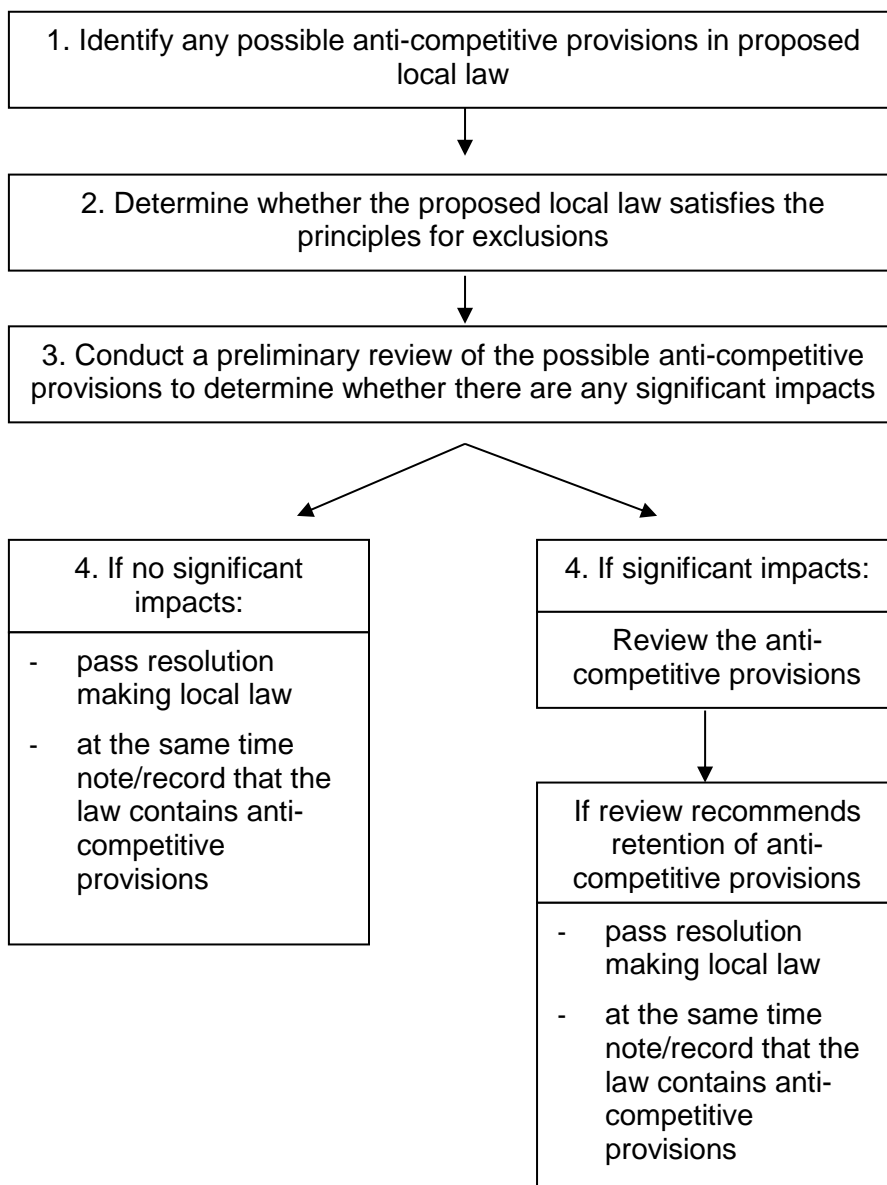 1. Identify any possible anti-competitive provisions in proposed
local law
2. Determine whether the proposed local law satisfies the
principles for exclusions
3. Conduct a preliminary review of the possible anti-competitive
provisions to determine whether there are any significant impacts
4. If no significant
impacts:
- pass resolution
making local law
- at the same time
note/record that the
law contains anti-
competitive
provisions
4. If significant impacts:
Review the anti-
competitive provisions
If review recommends
retention of anti-
competitive provisions
- pass resolution
making local law
- at the same time
note/record that the
law contains anti-
competitive
provisions